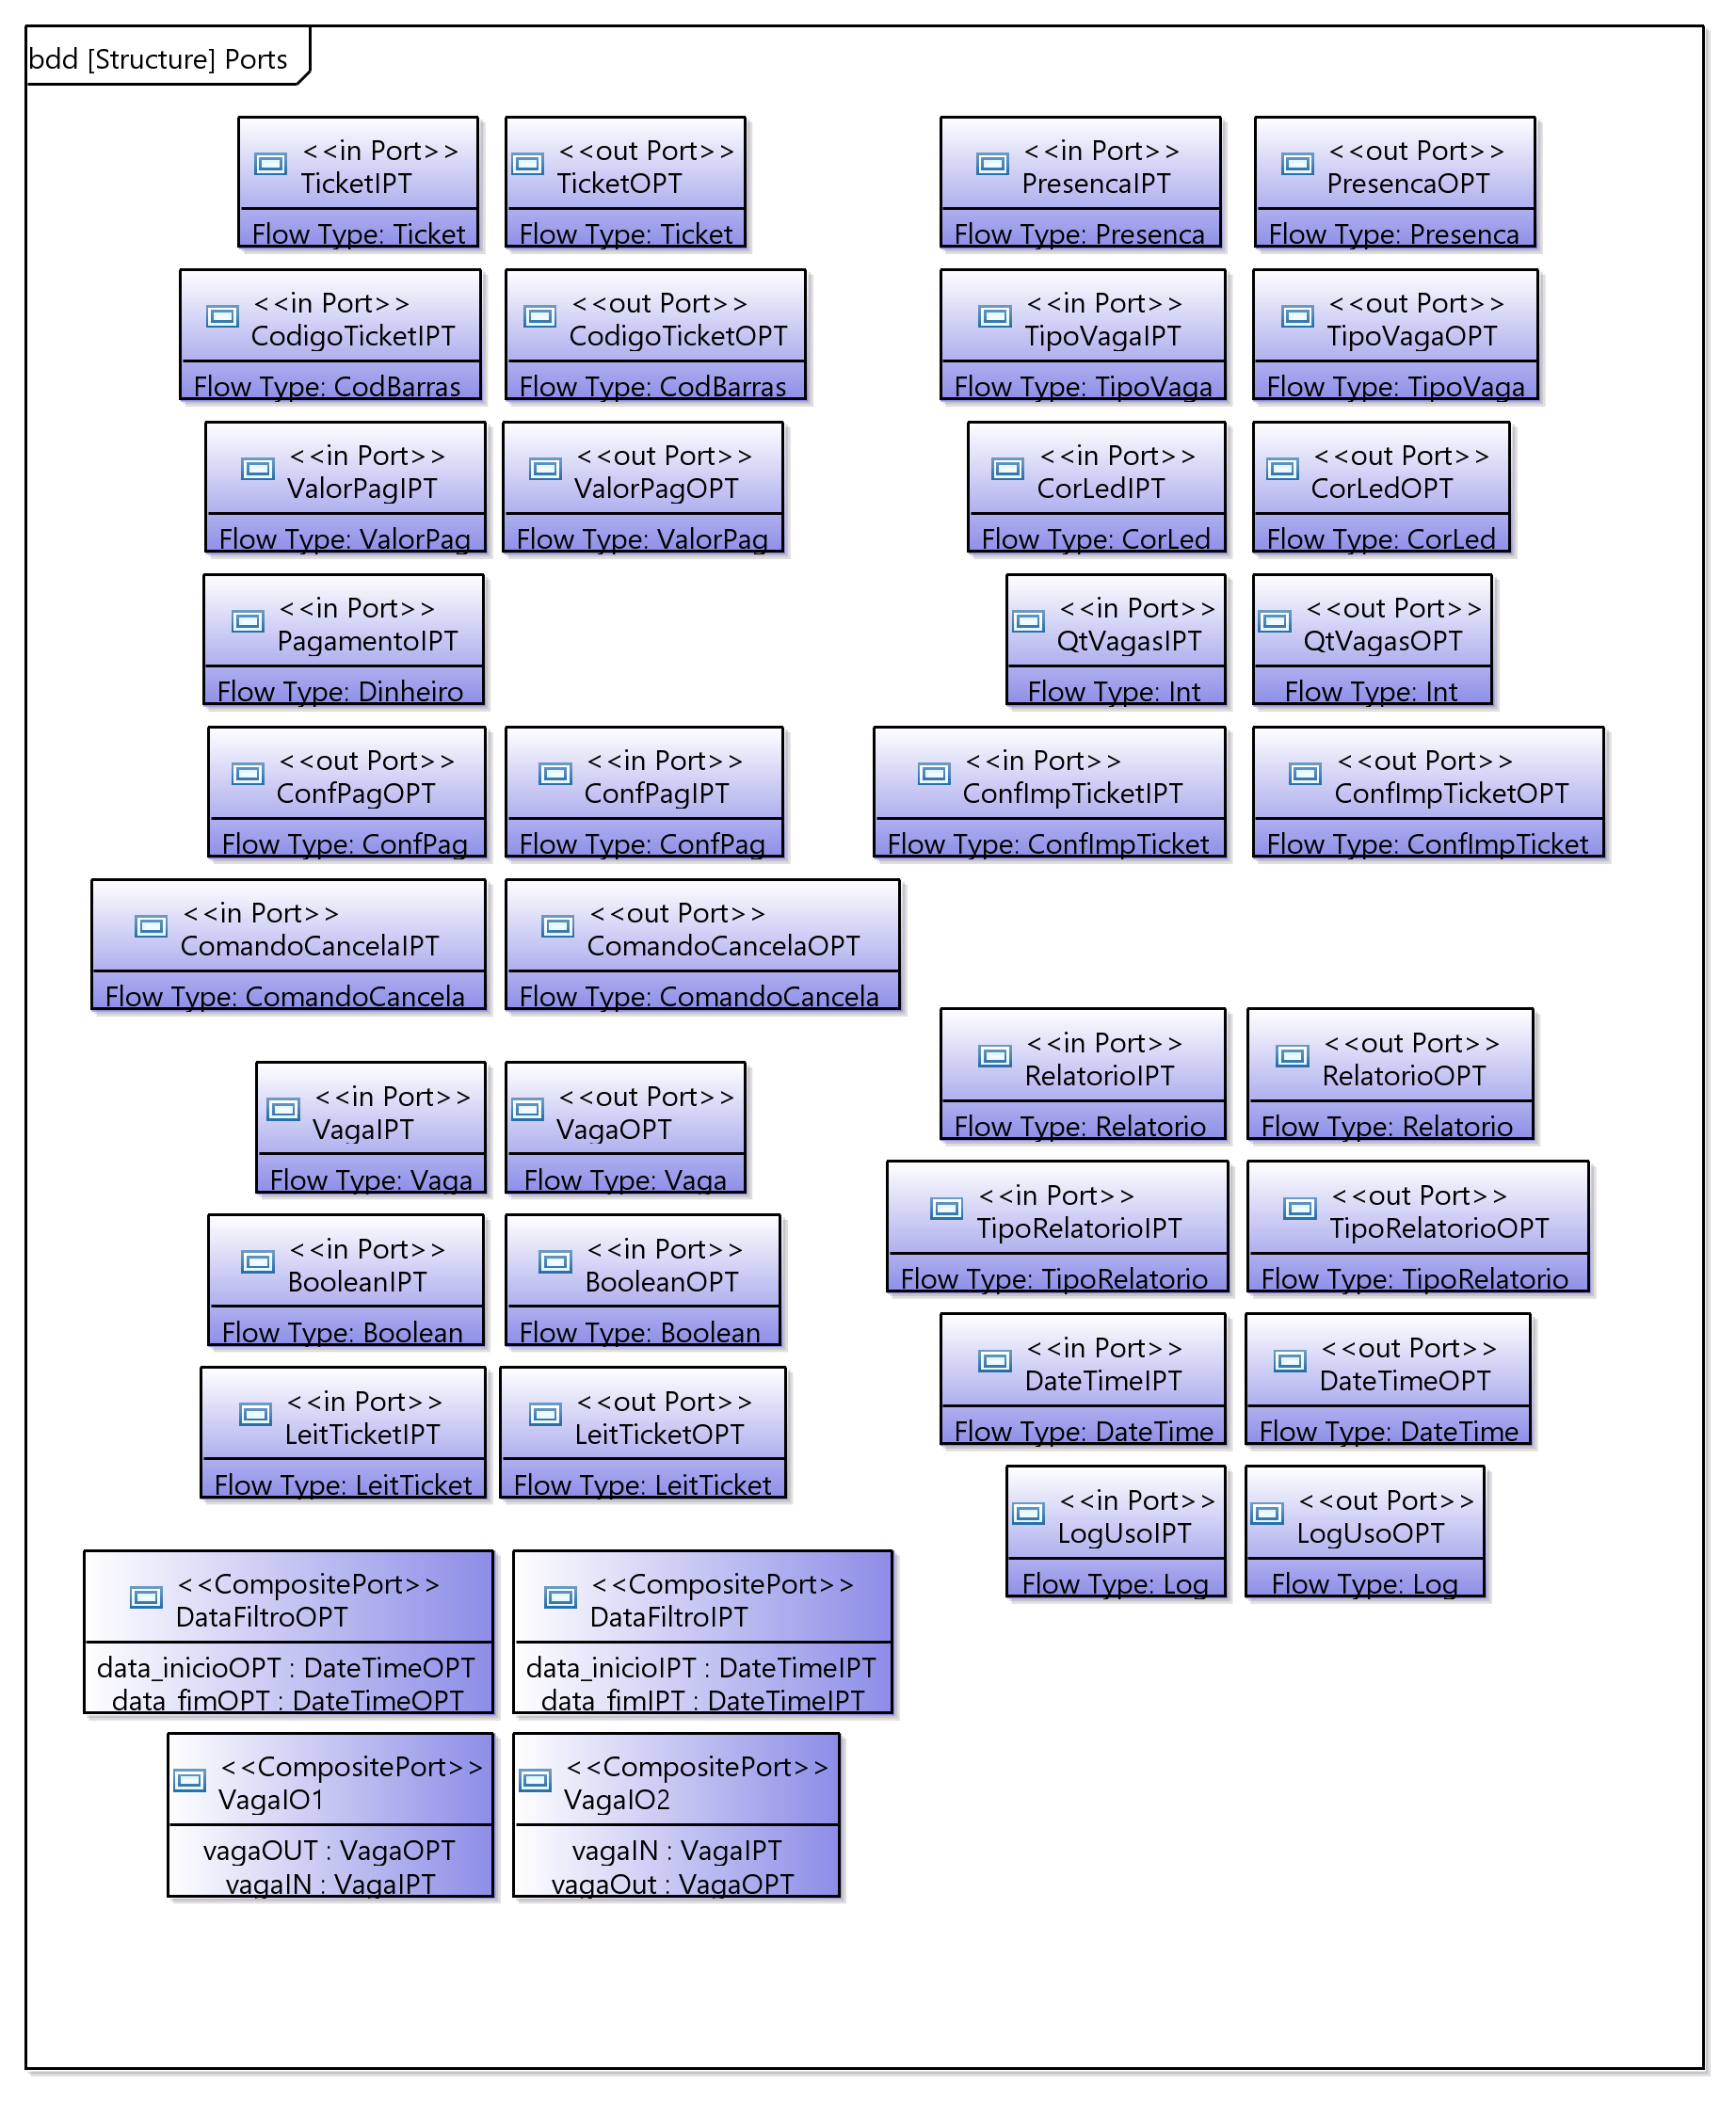 bdd [Structure] Ports
<<in Port>>
TicketIPT
Flow Type: Ticket
<<out Port>>
TicketOPT
Flow Type: Ticket
<<in Port>>
PresencaIPT
Flow Type: Presenca
<<out Port>>
PresencaOPT
Flow Type: Presenca
<<in Port>>
CodigoTicketIPT
Flow Type: CodBarras
<<out Port>>
CodigoTicketOPT
Flow Type: CodBarras
<<in Port>>
TipoVagaIPT
Flow Type: TipoVaga
<<out Port>>
TipoVagaOPT
Flow Type: TipoVaga
<<in Port>>
ValorPagIPT
Flow Type: ValorPag
<<out Port>>
ValorPagOPT
Flow Type: ValorPag
<<in Port>>
CorLedIPT
Flow Type: CorLed
<<out Port>>
CorLedOPT
Flow Type: CorLed
<<in Port>>
PagamentoIPT
Flow Type: Dinheiro
<<in Port>>
QtVagasIPT
Flow Type: Int
<<out Port>>
QtVagasOPT
Flow Type: Int
<<out Port>>
ConfPagOPT
Flow Type: ConfPag
<<in Port>>
ConfPagIPT
Flow Type: ConfPag
<<in Port>>
ConfImpTicketIPT
Flow Type: ConfImpTicket
<<out Port>>
ConfImpTicketOPT
Flow Type: ConfImpTicket
<<in Port>>
ComandoCancelaIPT
Flow Type: ComandoCancela
<<out Port>>
ComandoCancelaOPT
Flow Type: ComandoCancela
<<in Port>>
RelatorioIPT
Flow Type: Relatorio
<<out Port>>
RelatorioOPT
Flow Type: Relatorio
<<in Port>>
VagaIPT
Flow Type: Vaga
<<out Port>>
VagaOPT
Flow Type: Vaga
<<in Port>>
TipoRelatorioIPT
Flow Type: TipoRelatorio
<<out Port>>
TipoRelatorioOPT
Flow Type: TipoRelatorio
<<in Port>>
BooleanIPT
Flow Type: Boolean
<<in Port>>
BooleanOPT
Flow Type: Boolean
<<in Port>>
DateTimeIPT
Flow Type: DateTime
<<out Port>>
DateTimeOPT
Flow Type: DateTime
<<in Port>>
LeitTicketIPT
Flow Type: LeitTicket
<<out Port>>
LeitTicketOPT
Flow Type: LeitTicket
<<in Port>>
LogUsoIPT
Flow Type: Log
<<out Port>>
LogUsoOPT
Flow Type: Log
<<CompositePort>>
DataFiltroOPT
data_inicioOPT : DateTimeOPT
data_fimOPT : DateTimeOPT
<<CompositePort>>
DataFiltroIPT
data_inicioIPT : DateTimeIPT
data_fimIPT : DateTimeIPT
<<CompositePort>>
VagaIO1
vagaOUT : VagaOPT
vagaIN : VagaIPT
<<CompositePort>>
VagaIO2
vagaIN : VagaIPT
vagaOut : VagaOPT